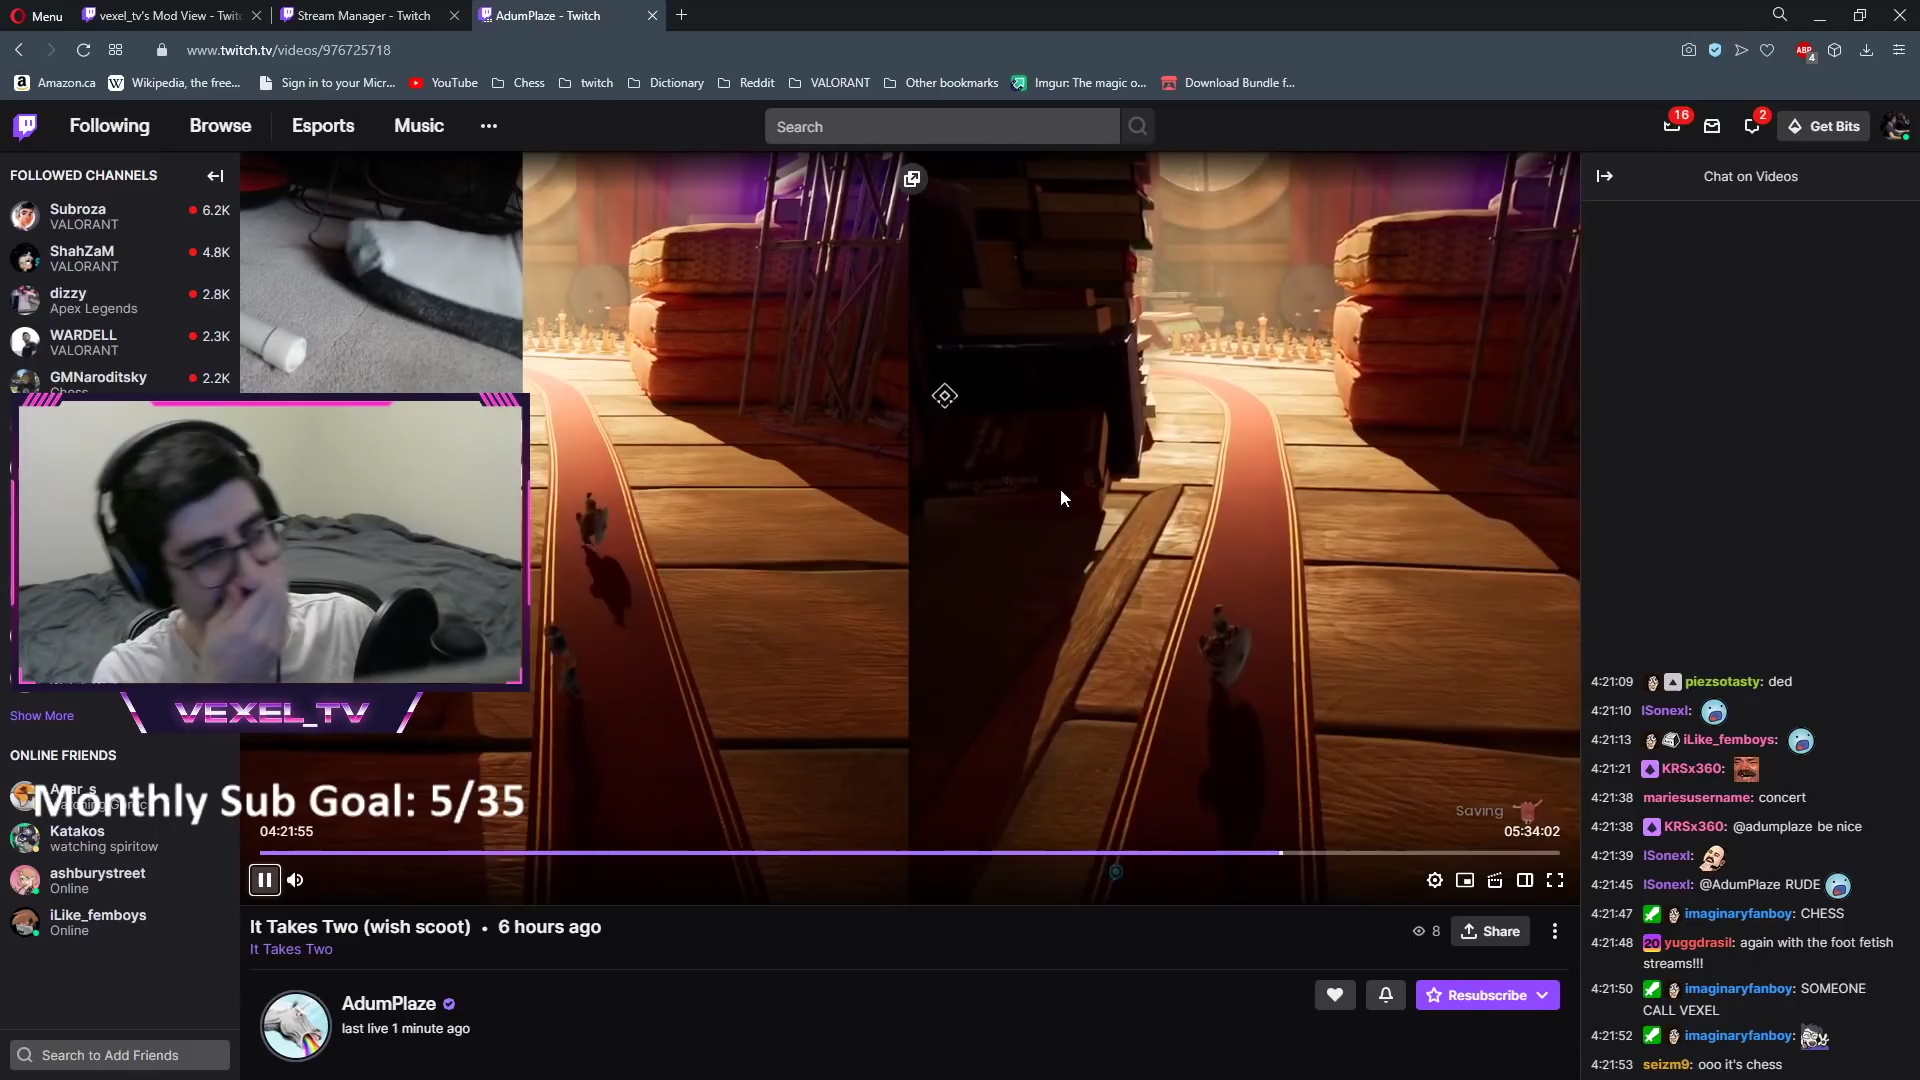 Menu
vexel_tv's Mod View - Twit
Stream Manager - Twitch
AdumPlaze - Twitch
www.twitch.tv/videos/976725718
ABP
4
Amazon.ca
Wikipedia, the free...
Sign in to your Micr...
YouTube
Chess
twitch
Dictionary
Reddit
VALORANT
Other bookmarks
Imgur: The magic o...
Download Bundle f...
Following
Browse
Esports
Music
Search
16
2
Get Bits
FOLLOWED CHANNELS
Subroza
6.2K
VALORANT
ShahZaM
4.8K
VALORANT
dizzy
2.8K
Apex Legends
WARDELL
2.3K
VALORANT
GMNaroditsky
2.2K
Chess
VEXEL_TV
Show More
ONLINE FRIENDS
Monthly Sub Goal: 5/35
Katakos
watching spiritow
ashburystreet
Online
iLike_femboys
Online
Search to Add Friends
Saving
04:21:55
05:34:02
It Takes Two (wish scoot) • 6 hours ago
It Takes Two
8
Share
AdumPlaze
last live 1 minute ago
Resubscribe
Chat on Videos
4:21:09 piezsotasty: ded
4:21:10 ISonexI:
4:21:13 iLike_femboys:
4:21:21 KRSx360:
4:21:38 mariesusername: concert
4:21:38 KRSx360: @adumplaze be nice
4:21:39 ISonexI:
4:21:45 ISonexI: @AdumPlaze RUDE
4:21:47 imaginaryfanboy: CHESS
4:21:48 20 yuggdrasil: again with the foot fetish
streams!!!
4:21:50 imaginaryfanboy: SOMEONE
CALL VEXEL
4:21:52 imaginaryfanboy:
4:21:53 seizm9: ooo it's chess